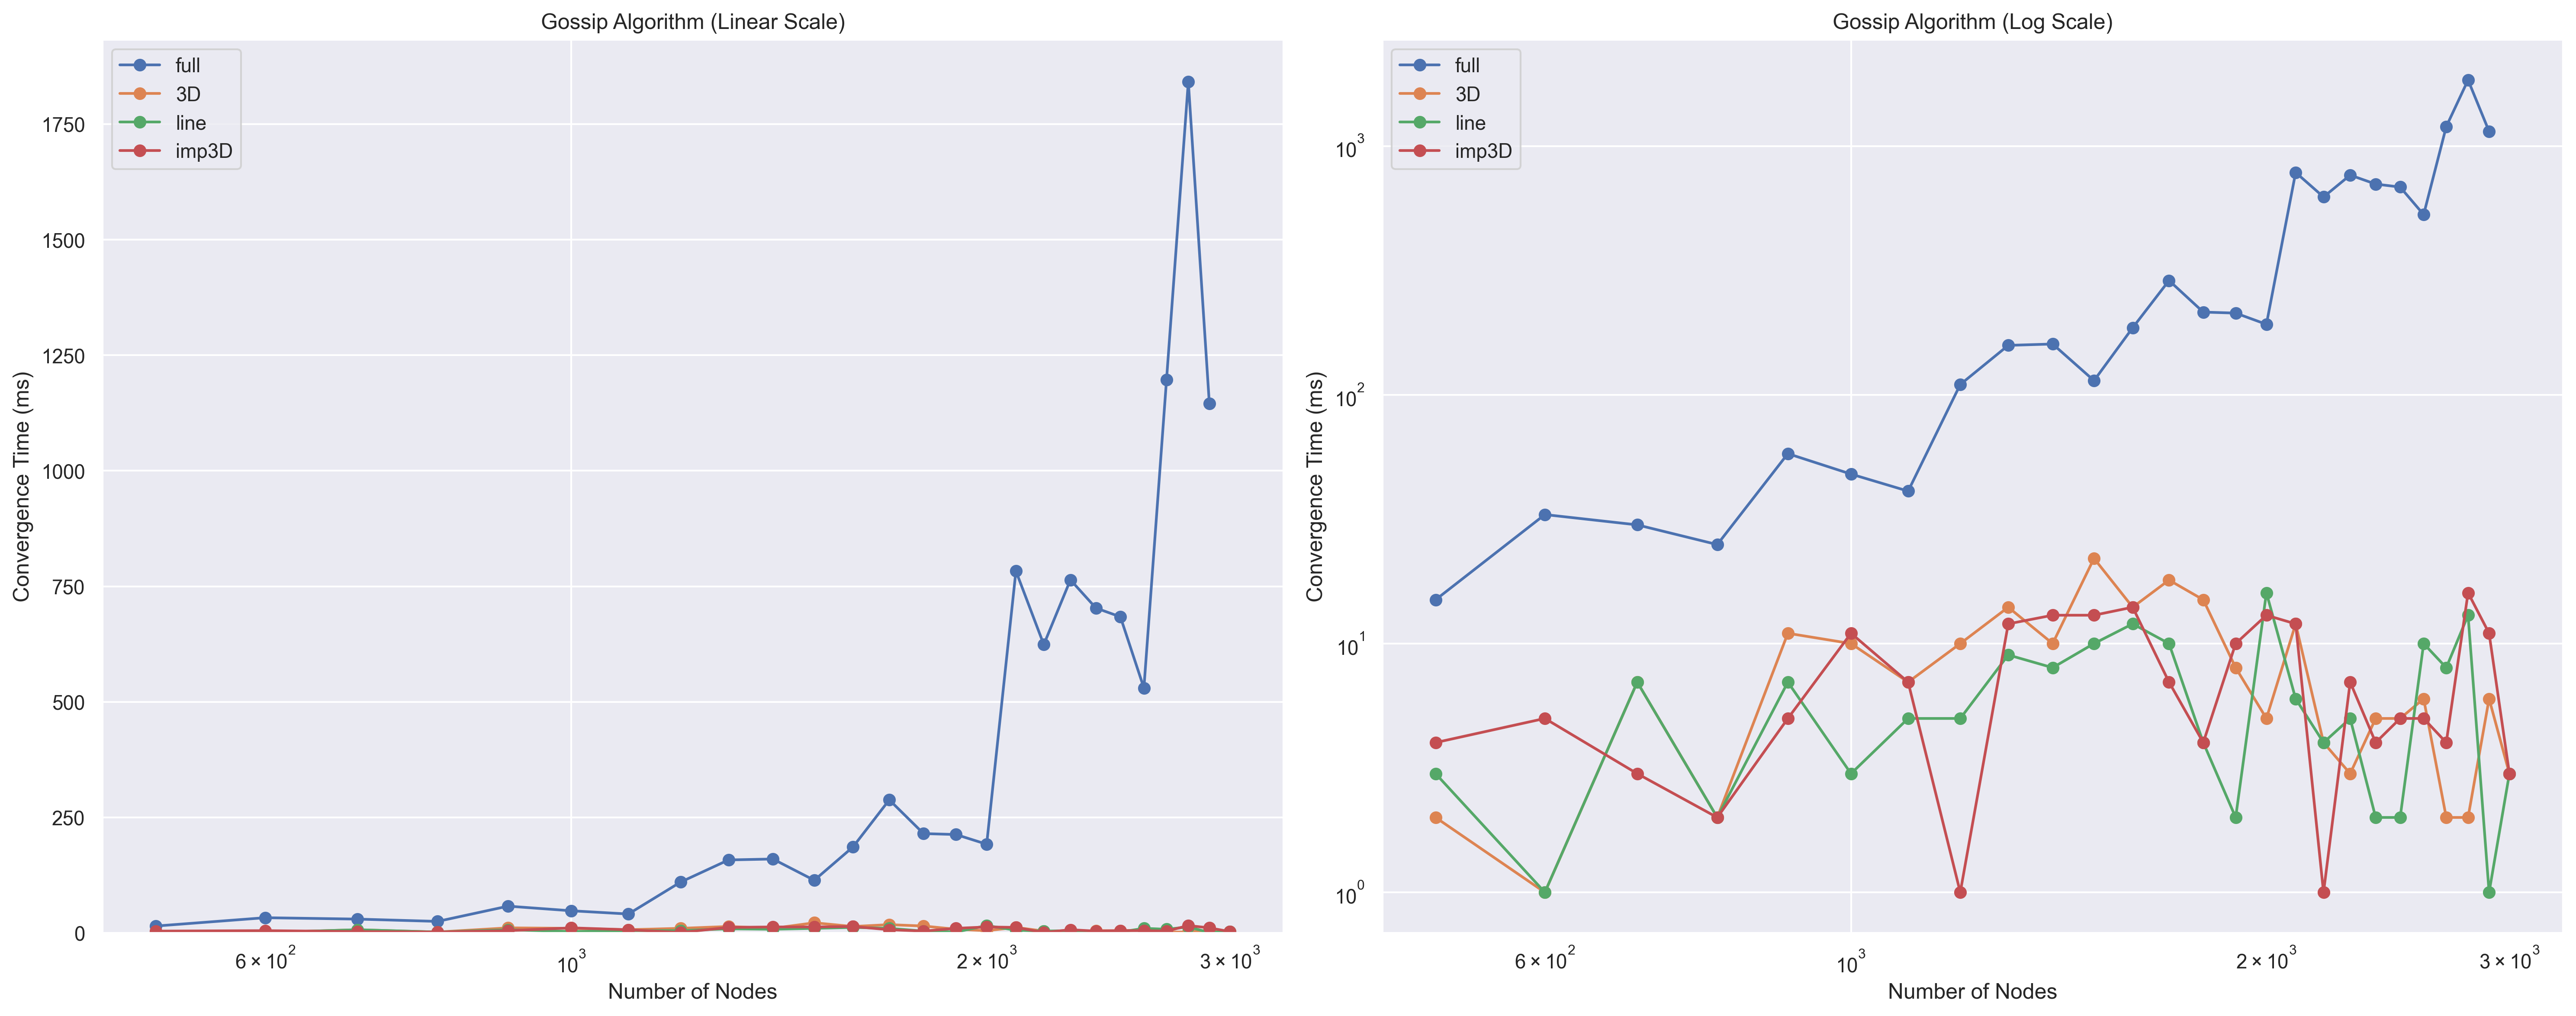 Gossip Algorithm (Linear Scale)
full
3D
line
imp3D
1750
1500
1250
1000
750
500
250
0
Convergence Time (ms)
6 × 10²
10³
2 × 10³
3 × 10³
Number of Nodes
Gossip Algorithm (Log Scale)
full
3D
line
imp3D
10³
10²
10¹
10⁰
Convergence Time (ms)
6 × 10²
10³
2 × 10³
3 × 10³
Number of Nodes